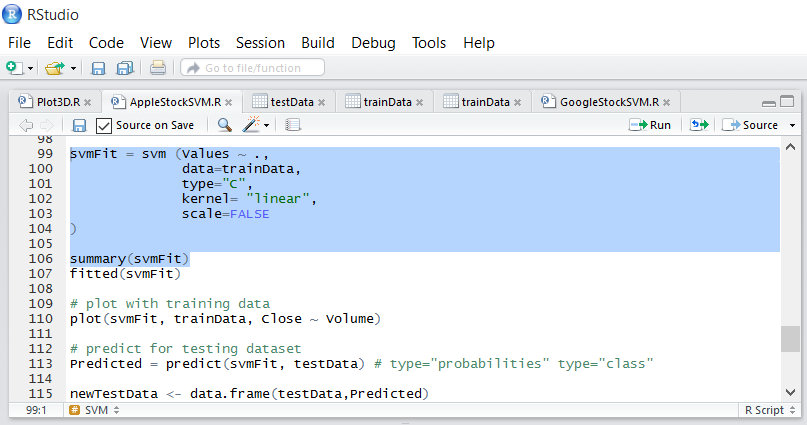 RStudio
File Edit Code View Plots Session Build Debug Tools Help
Go to file/function
Plot3D.R AppleStockSVM.R testData trainData trainData GoogleStockSVM.R
Source on Save Run Source
98
99 svmFit = svm (Values ~ .,
100 data=trainData,
101 type="C",
102 kernel= "linear",
103 scale=FALSE
104 )
105
106 summary(svmFit)
107 fitted(svmFit)
108
109 # plot with training data
110 plot(svmFit, trainData, Close ~ Volume)
111
112 # predict for testing dataset
113 Predicted = predict(svmFit, testData) # type="probabilities" type="class"
114
115 newTestData <- data.frame(testData,Predicted)
99:1 # SVM R Script